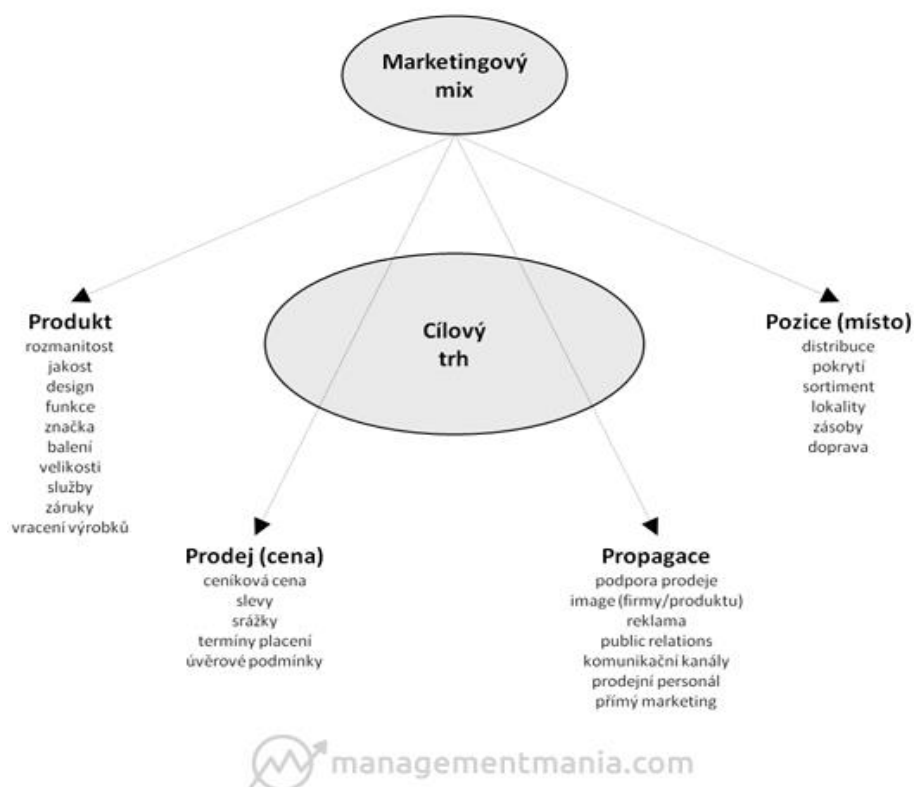 Marketingový
mix
Cílový
trh
Produkt
rozmanitost
jakost
design
funkce
značka
balení
velikosti
služby
záruky
vracení výrobků
Pozice (místo)
distribuce
pokrytí
sortiment
lokality
zásoby
doprava
Prodej (cena)
ceníková cena
slevy
srážky
termíny placení
úvěrové podmínky
Propagace
podpora prodeje
image (firmy/produktu)
reklama
public relations
komunikační kanály
prodejní personál
přímý marketing
managementmania.com